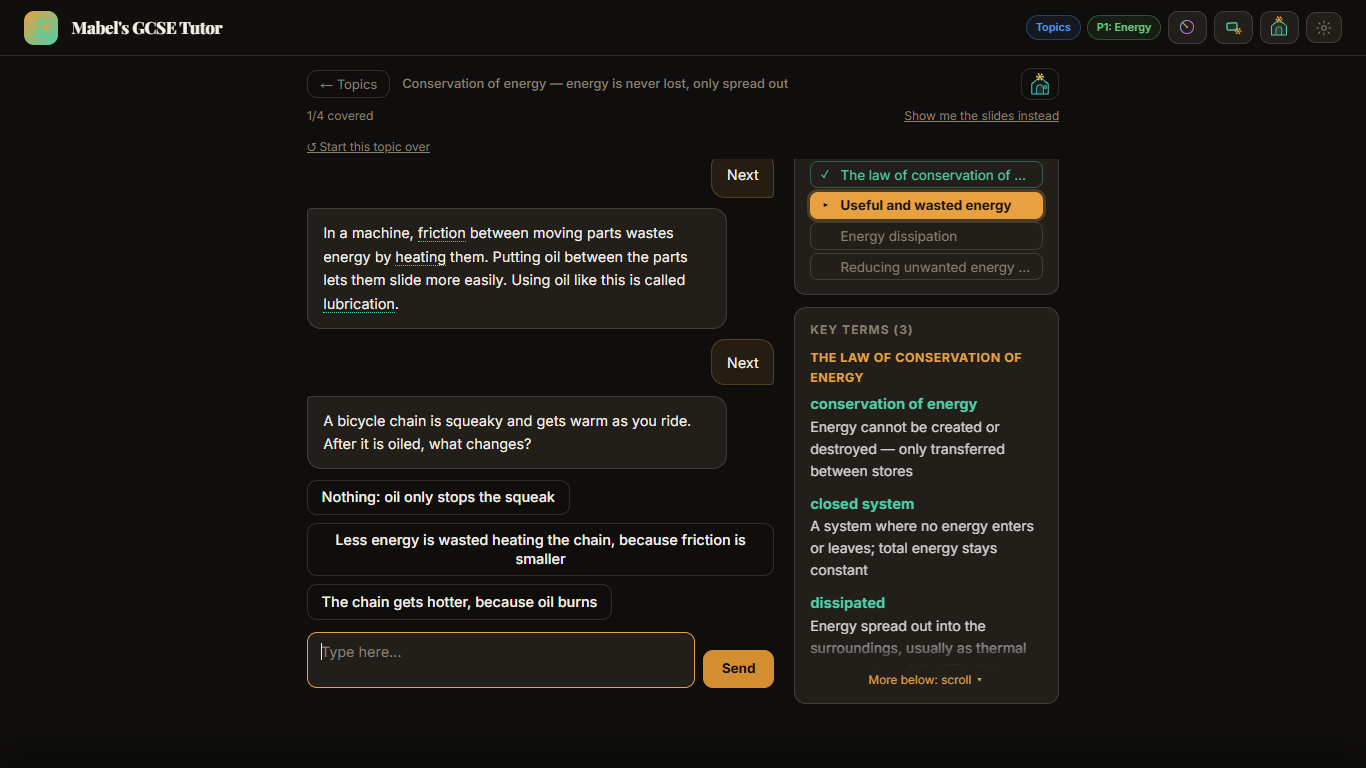 Mabel's GCSE Tutor
Topics
P1: Energy
← Topics
Conservation of energy — energy is never lost, only spread out
1/4 covered
Show me the slides instead
↺ Start this topic over
Next
In a machine, friction between moving parts wastes
energy by heating them. Putting oil between the parts
lets them slide more easily. Using oil like this is called
lubrication.
Next
A bicycle chain is squeaky and gets warm as you ride.
After it is oiled, what changes?
Nothing: oil only stops the squeak
Less energy is wasted heating the chain, because friction is
smaller
The chain gets hotter, because oil burns
Type here...
Send
✓ The law of conservation of ...
▸ Useful and wasted energy
Energy dissipation
Reducing unwanted energy ...
KEY TERMS (3)
THE LAW OF CONSERVATION OF
ENERGY
conservation of energy
Energy cannot be created or
destroyed — only transferred
between stores
closed system
A system where no energy enters
or leaves; total energy stays
constant
dissipated
Energy spread out into the
surroundings, usually as thermal
More below: scroll ▾